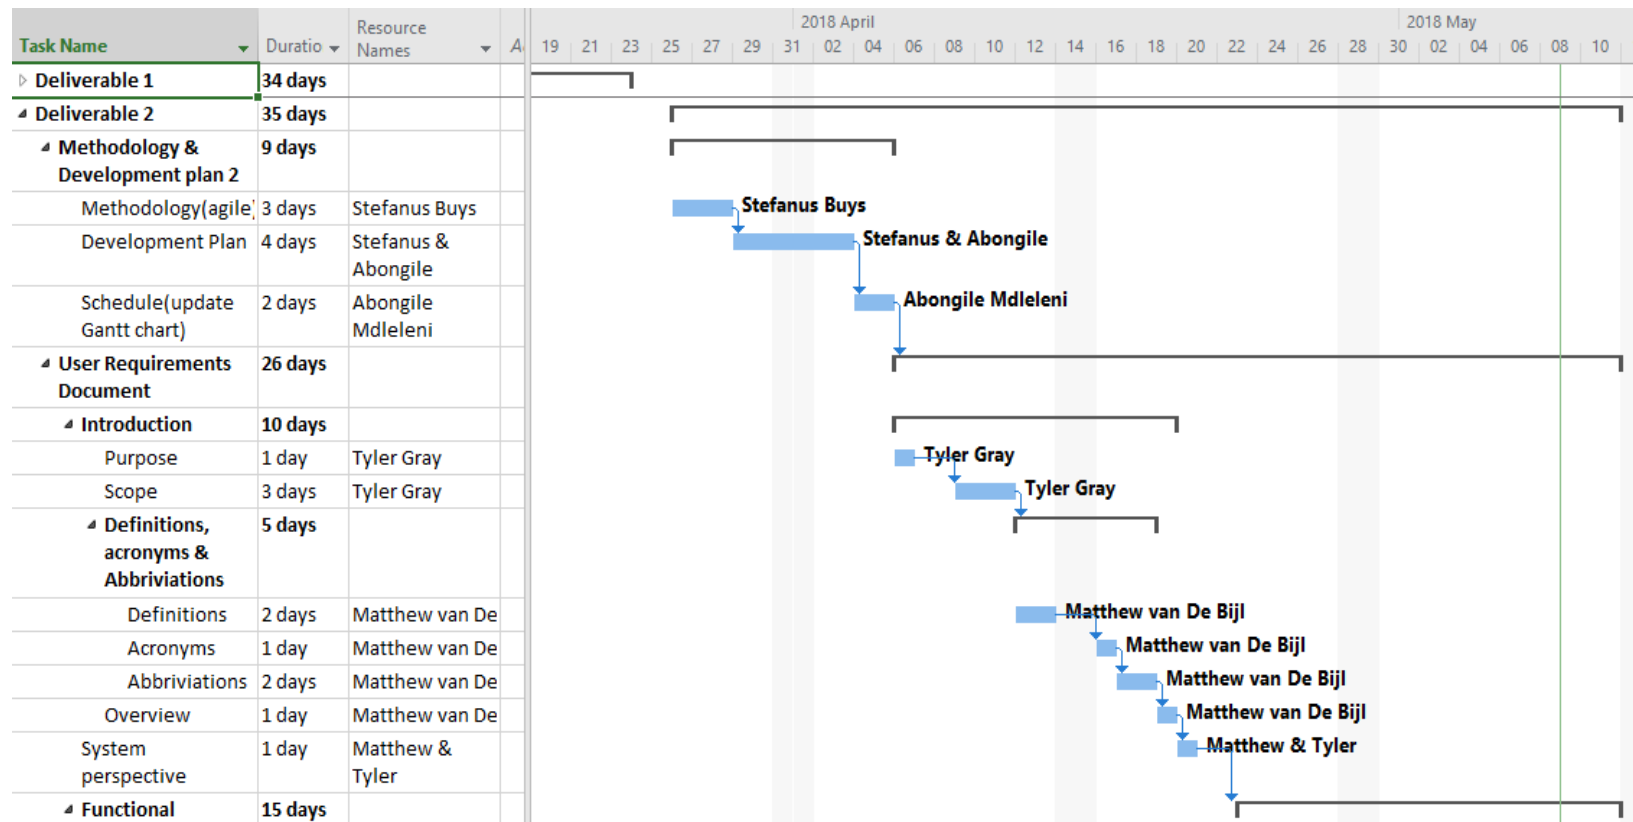 2018 April 2018 May
Task Name Duratio Resource Names A
19 21 23 25 27 29 31 02 04 06 08 10 12 14 16 18 20 22 24 26 28 30 02 04 06 08 10
Deliverable 1 34 days
Deliverable 2 35 days
Methodology & 9 days
Development plan 2
Methodology(agile) 3 days Stefanus Buys Stefanus Buys
Development Plan 4 days Stefanus & Stefanus & Abongile
Abongile
Schedule(update 2 days Abongile Abongile Mdleleni
Gantt chart) Mdleleni
User Requirements 26 days
Document
Introduction 10 days
Purpose 1 day Tyler Gray Tyler Gray
Scope 3 days Tyler Gray Tyler Gray
Definitions, 5 days
acronyms &
Abbriviations
Definitions 2 days Matthew van De Matthew van De Bijl
Acronyms 1 day Matthew van De Matthew van De Bijl
Abbriviations 2 days Matthew van De Matthew van De Bijl
Overview 1 day Matthew van De Matthew van De Bijl
System 1 day Matthew & Matthew & Tyler
perspective Tyler
Functional 15 days